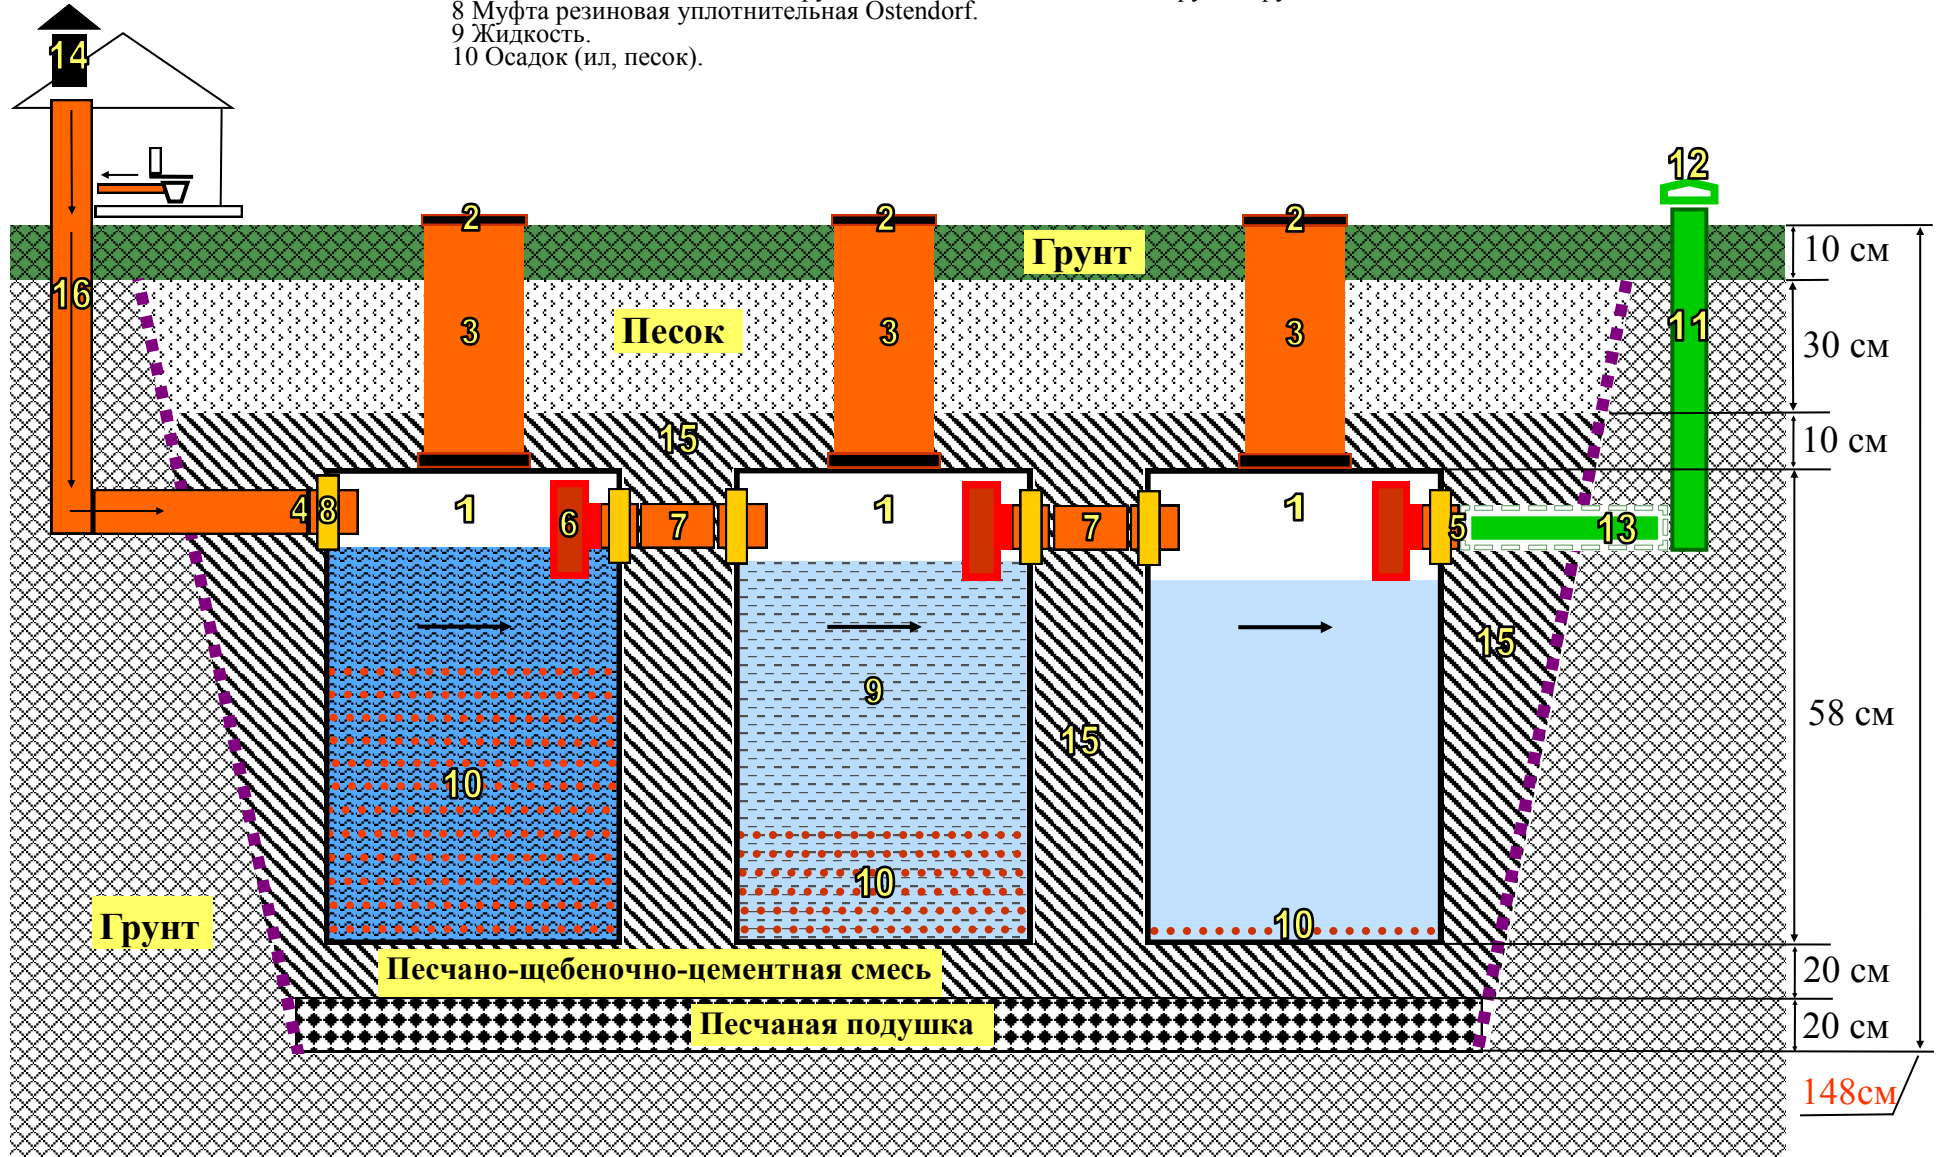 8 Муфта резиновая уплотнительная Ostendorf.
9 Жидкость.
10 Осадок (ил, песок).
14
12
2
2
2
Грунт
10 см
16
Песок
3
3
3
11
30 см
15
10 см
4
8
1
6
7
1
7
1
5
13
15
9
15
58 см
10
10
10
Грунт
Песчано-щебеночно-цементная смесь
20 см
Песчаная подушка
20 см
148см